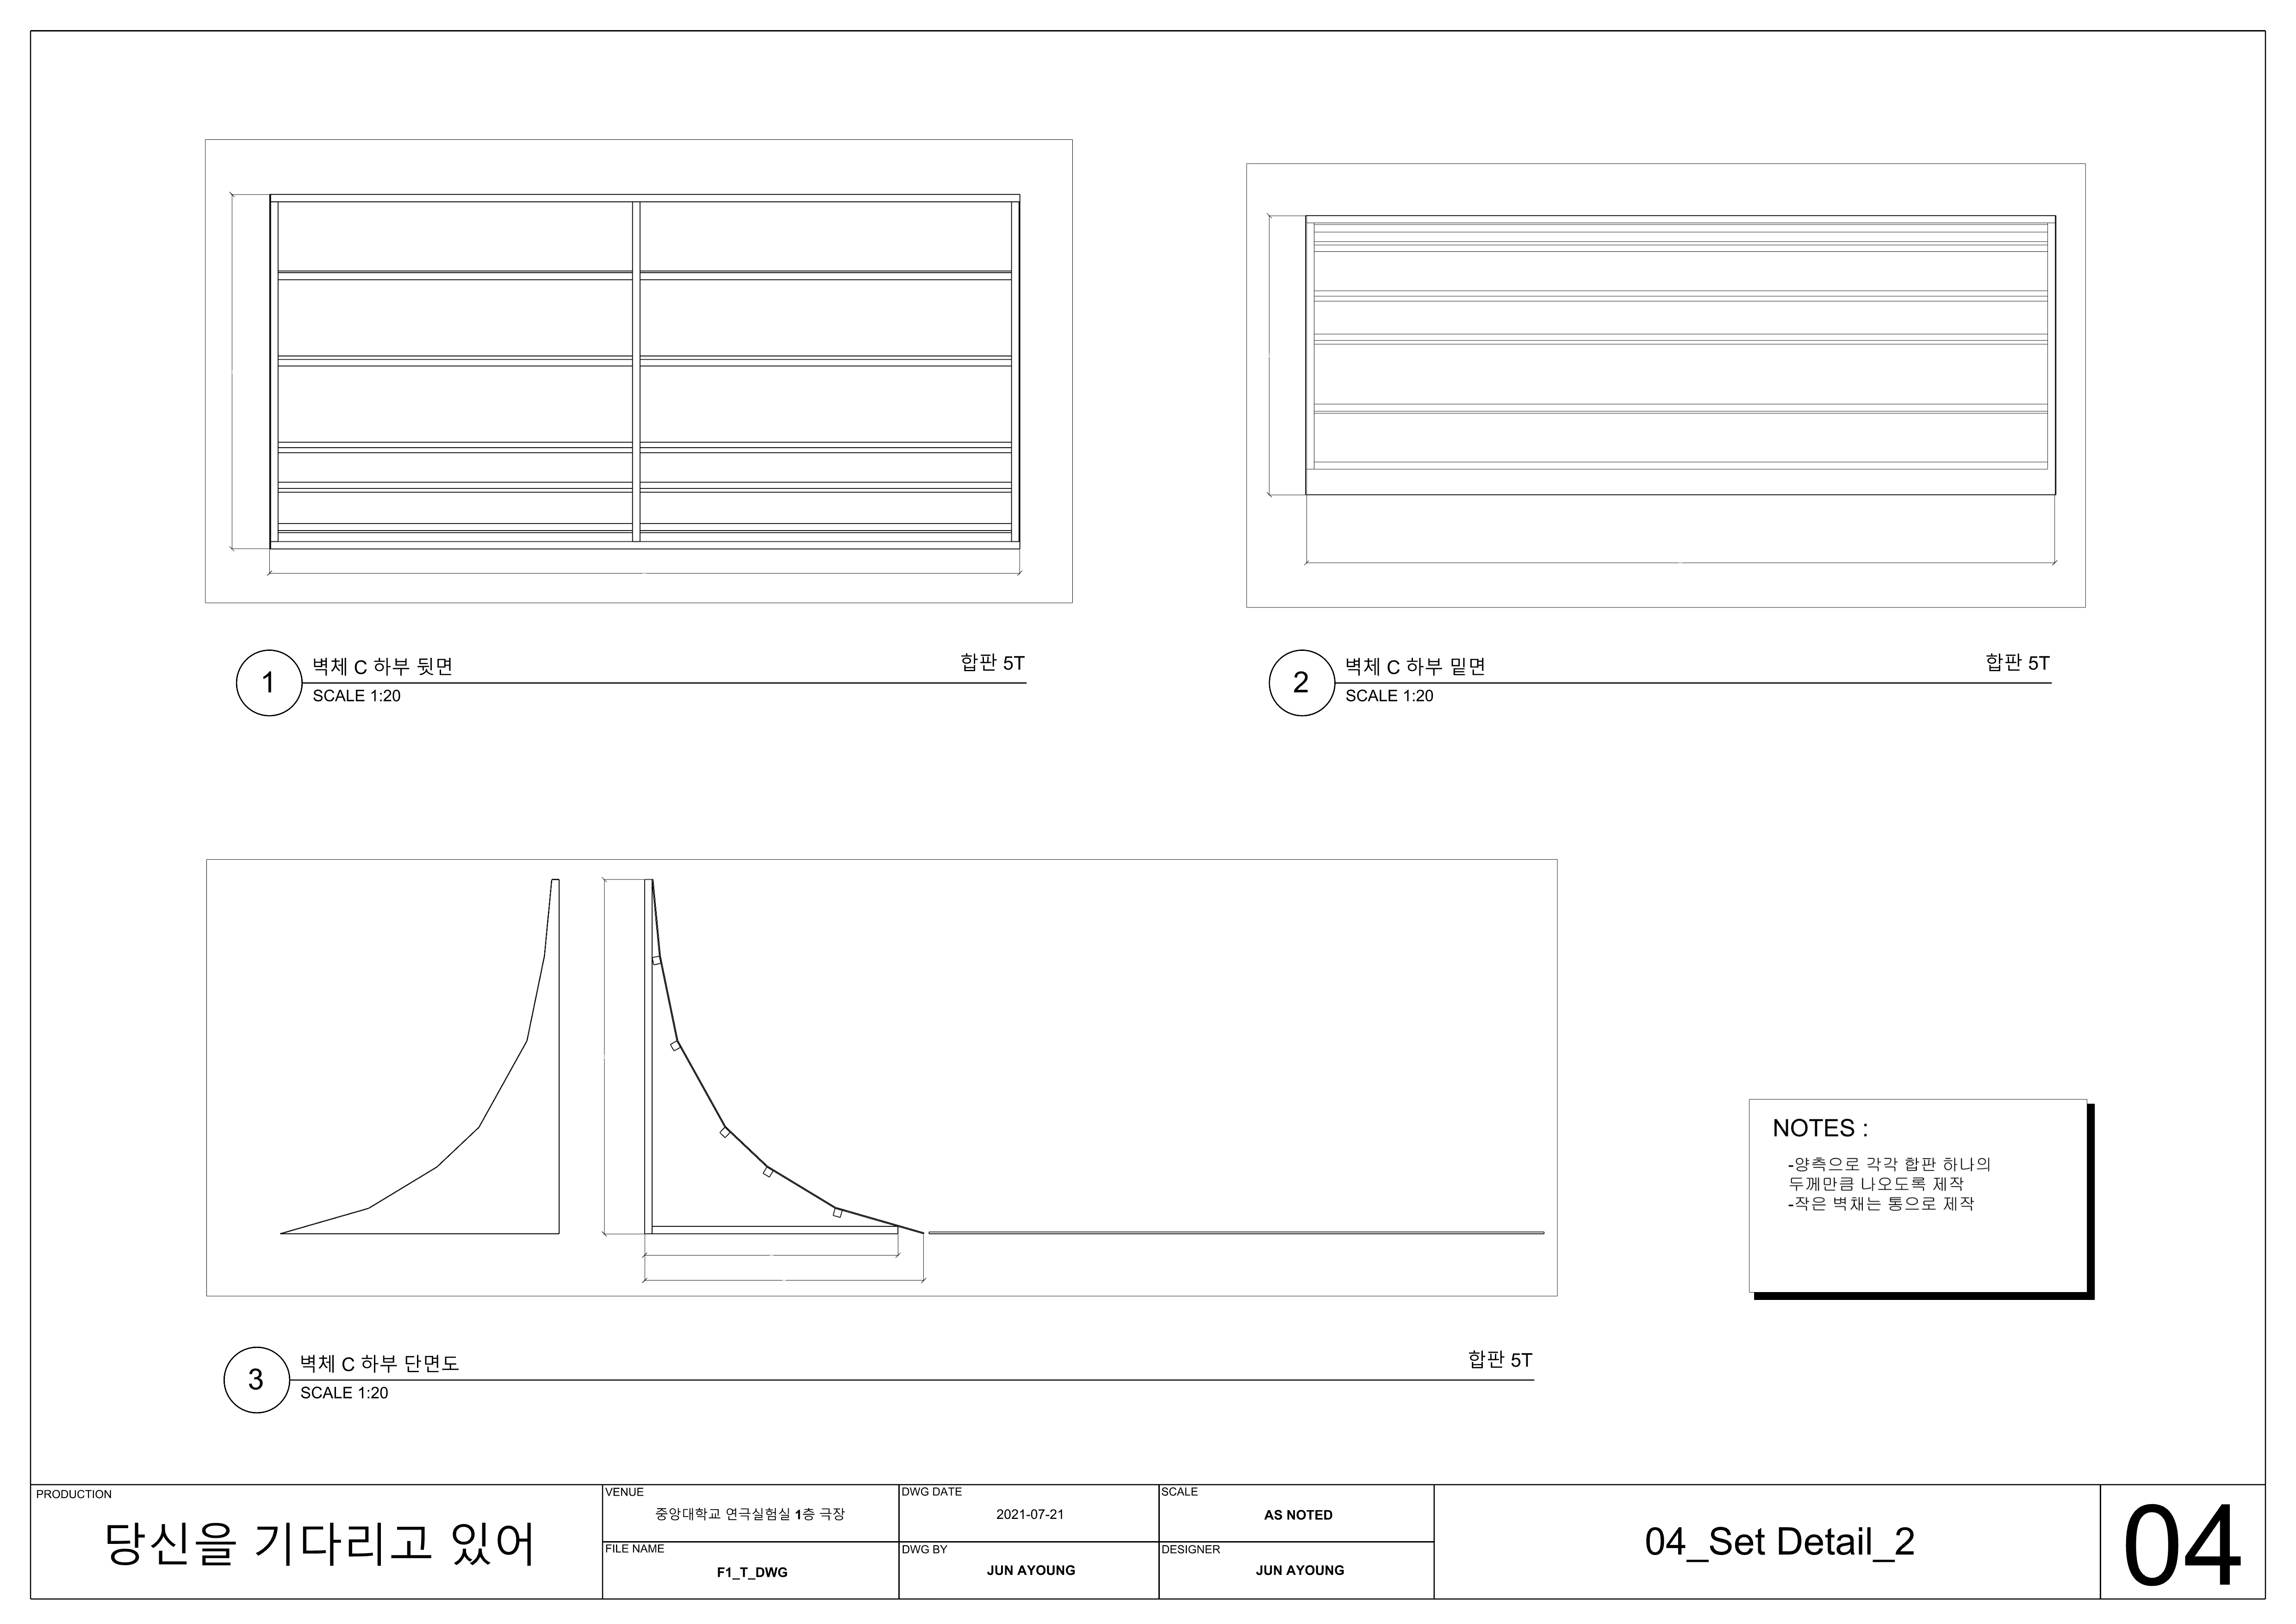 1
벽체 C 하부 뒷면
합판 5T
SCALE 1:20
2
벽체 C 하부 밑면
합판 5T
SCALE 1:20
NOTES :
-양측으로 각각 합판 하나의
두께만큼 나오도록 제작
-작은 벽채는 통으로 제작
3
벽체 C 하부 단면도
합판 5T
SCALE 1:20
PRODUCTION
당신을 기다리고 있어
VENUE
중앙대학교 연극실험실 1층 극장
FILE NAME
F1_T_DWG
DWG DATE
2021-07-21
DWG BY
JUN AYOUNG
SCALE
AS NOTED
DESIGNER
JUN AYOUNG
04_Set Detail_2
04